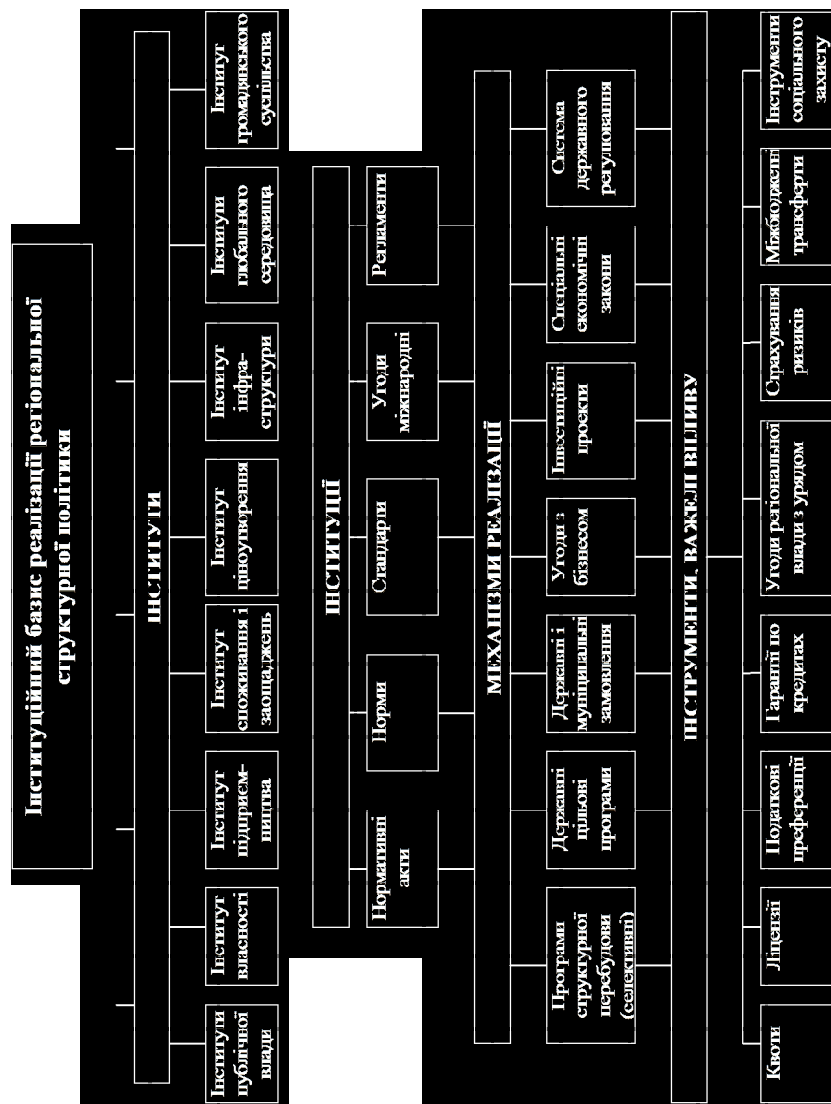 Інституційний базис реалізації регіональної
структурної політики
ІНСТИТУТИ
Інститути
публічної
влади
Інститут
власності
Інститут
підприєм–
ництва
Інститут
споживання і
заощаджень
Інститут
ціноутворення
Інститут
інфра–
структури
Інститути
глобального
середовища
Інститут
громадянського
суспільства
ІНСТИТУЦІЇ
Нормативні
акти
Норми
Стандарти
Угоди
міжнародні
Регламенти
МЕХАНІЗМИ РЕАЛІЗАЦІЇ
Програми
структурної
перебудови
(селективні)
Державні
цільові
програми
Державні і
муніципальні
замовлення
Угоди з
бізнесом
Інвестиційні
проекти
Спеціальні
економічні
закони
Система
державного
регулювання
ІНСТРУМЕНТИ, ВАЖЕЛІ ВПЛИВУ
Квоти
Ліцензії
Податкові
преференції
Гарантії по
кредитах
Угоди регіональної
влади з урядом
Страхування
ризиків
Міжбюджетні
трансферти
Інструменти
соціального
захисту